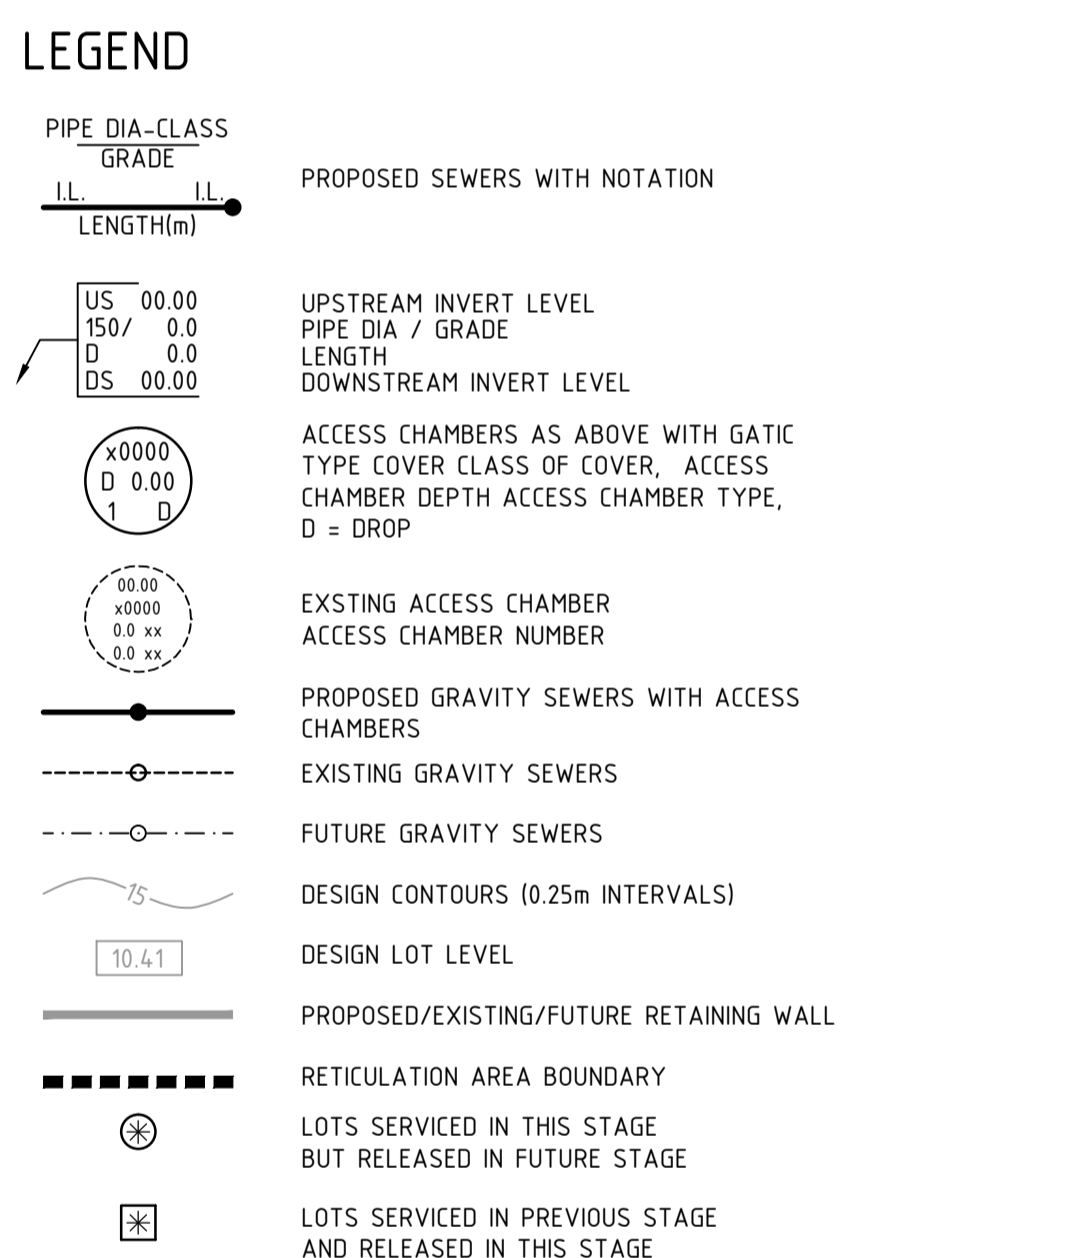 LEGEND
PIPE DIA-CLASS
GRADE
I.L. I.L.
LENGTH(m)
PROPOSED SEWERS WITH NOTATION
US 00.00
150/ 0.0
D 0.0
DS 00.00
UPSTREAM INVERT LEVEL
PIPE DIA / GRADE
LENGTH
DOWNSTREAM INVERT LEVEL
x0000
D 0.00
1 D
ACCESS CHAMBERS AS ABOVE WITH GATIC
TYPE COVER CLASS OF COVER, ACCESS
CHAMBER DEPTH ACCESS CHAMBER TYPE,
D = DROP
00.00
x0000
0.0 xx
0.0 xx
EXSTING ACCESS CHAMBER
ACCESS CHAMBER NUMBER
PROPOSED GRAVITY SEWERS WITH ACCESS
CHAMBERS
EXISTING GRAVITY SEWERS
FUTURE GRAVITY SEWERS
15
DESIGN CONTOURS (0.25m INTERVALS)
10.41
DESIGN LOT LEVEL
PROPOSED/EXISTING/FUTURE RETAINING WALL
RETICULATION AREA BOUNDARY
LOTS SERVICED IN THIS STAGE
BUT RELEASED IN FUTURE STAGE
LOTS SERVICED IN PREVIOUS STAGE
AND RELEASED IN THIS STAGE